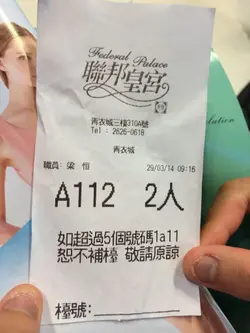 Federal Palace
聯邦皇宮
青衣城三樓310A號
Tel : 2626-0618
青衣城
職員: 梁 恒 29/03/14 09:16
A112 2人
如超過5個號碼1a11
恕不補檯 敬請原諒
檯號:
olution